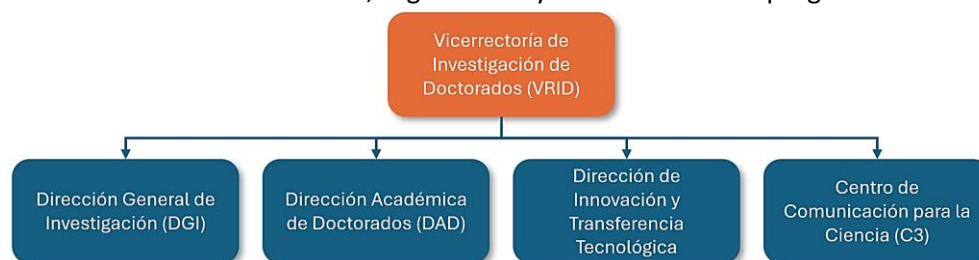 Vicerrectoría de
Investigación de
Doctorados (VRID)
Dirección General de
Investigación (DGI)
Dirección Académica
de Doctorados (DAD)
Dirección de
Innovación y
Transferencia
Tecnológica
Centro de
Comunicación para la
Ciencia (C3)